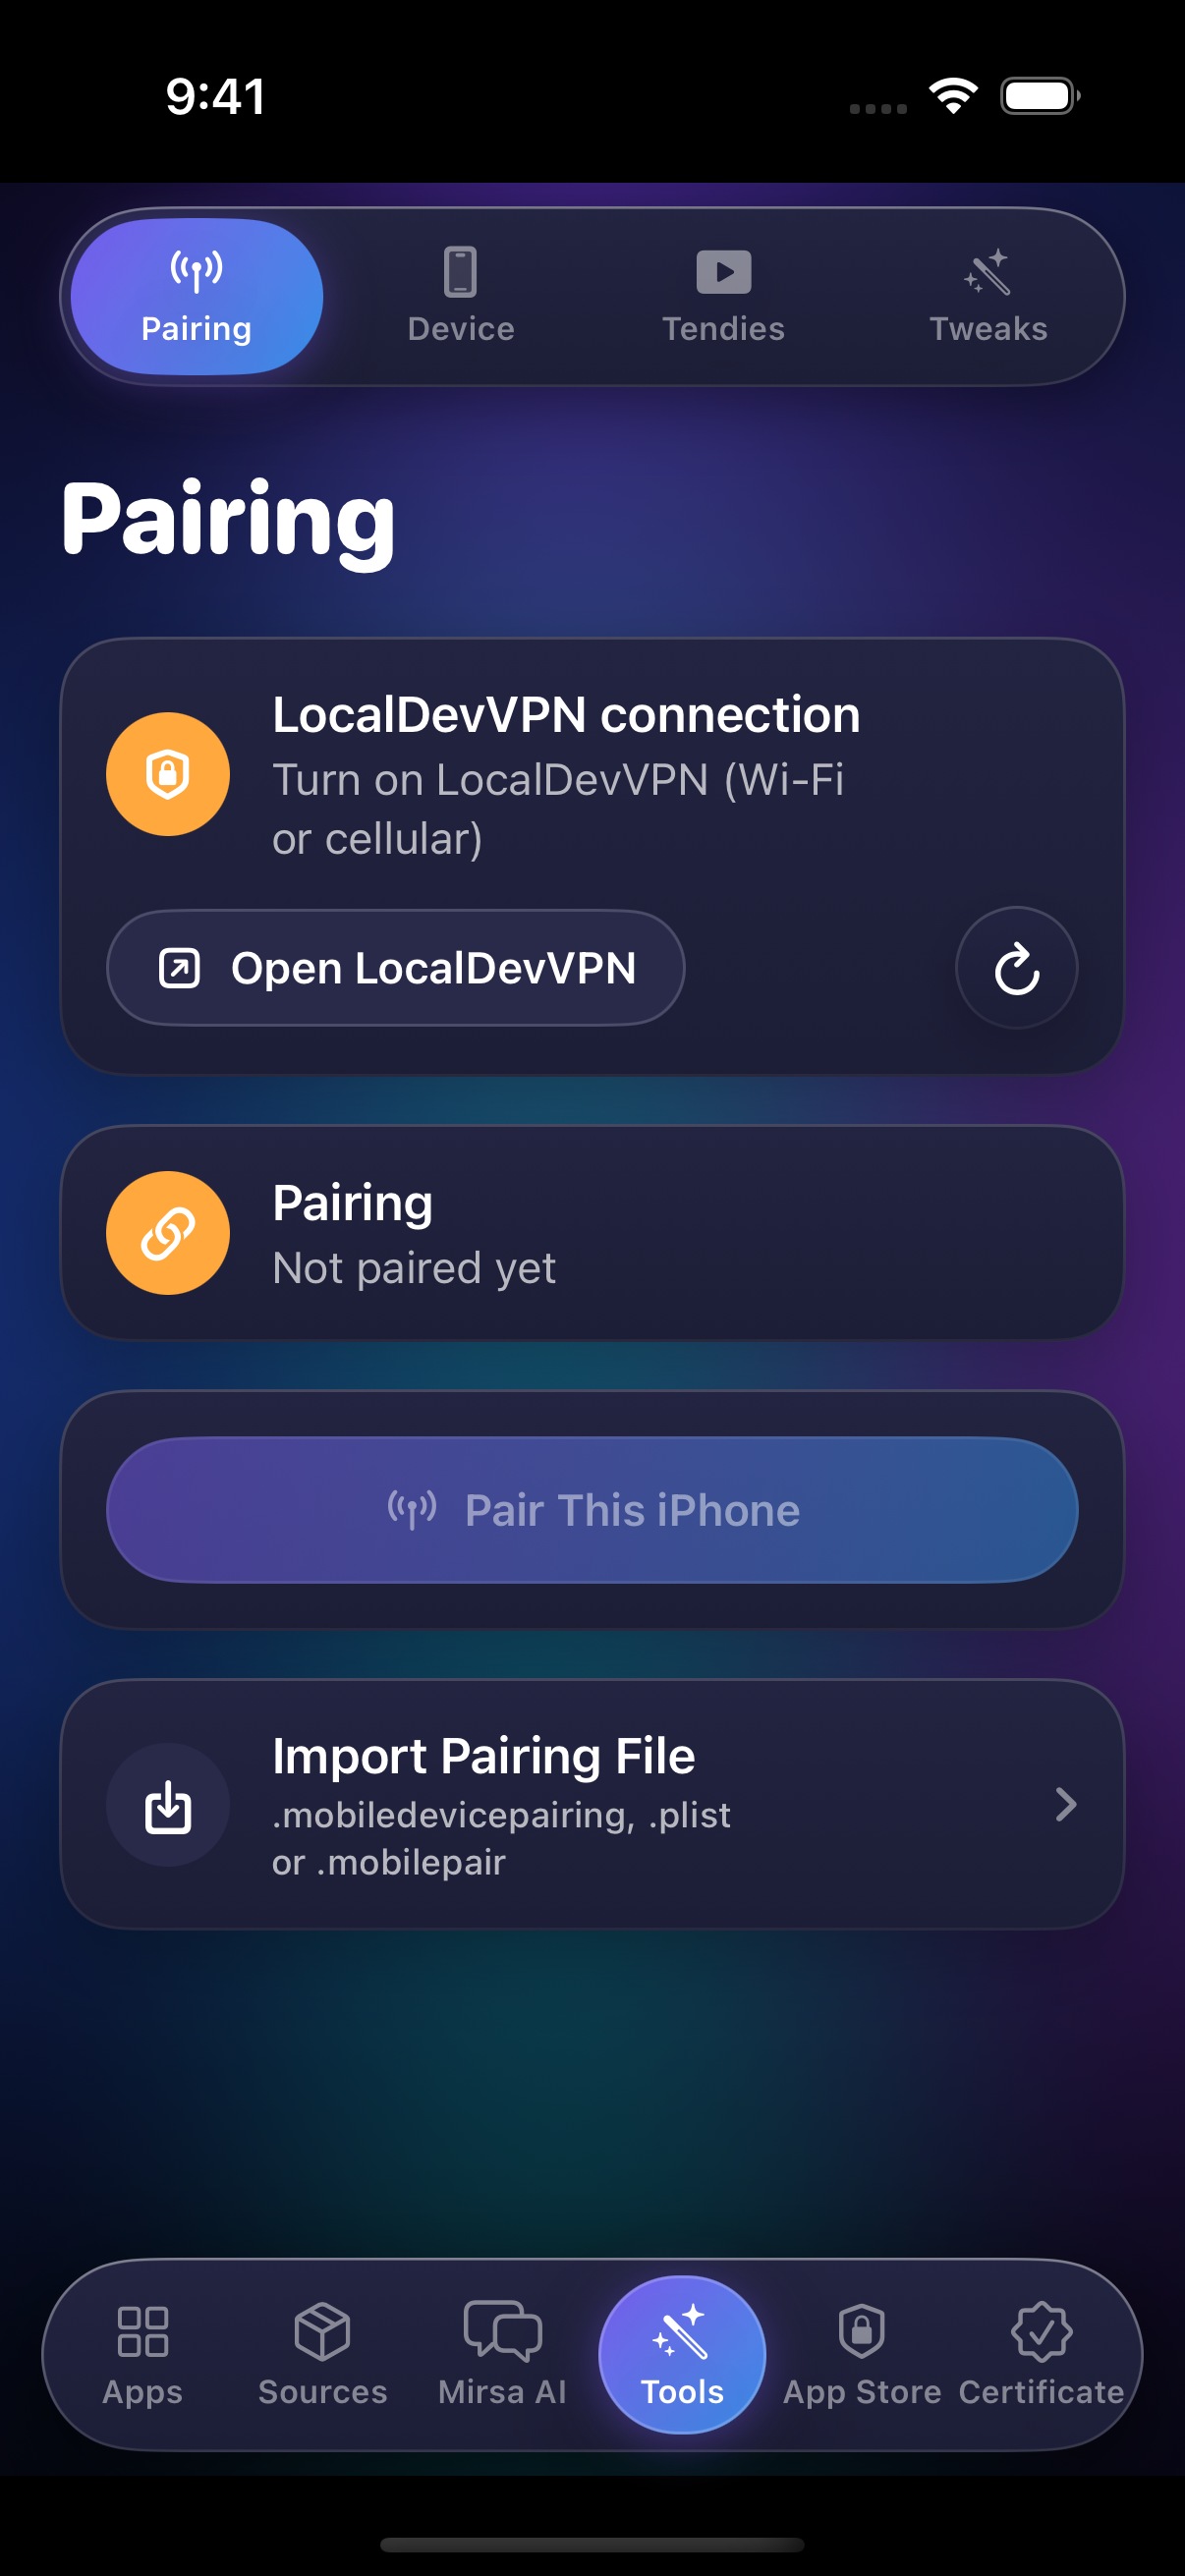 9:41
Pairing
Device
Tendies
Tweaks
Pairing
LocalDevVPN connection
Turn on LocalDevVPN (Wi-Fi
or cellular)
Open LocalDevVPN
Pairing
Not paired yet
Pair This iPhone
Import Pairing File
.mobiledevicepairing, .plist
or .mobilepair
Apps
Sources
Mirsa AI
Tools
App Store
Certificate